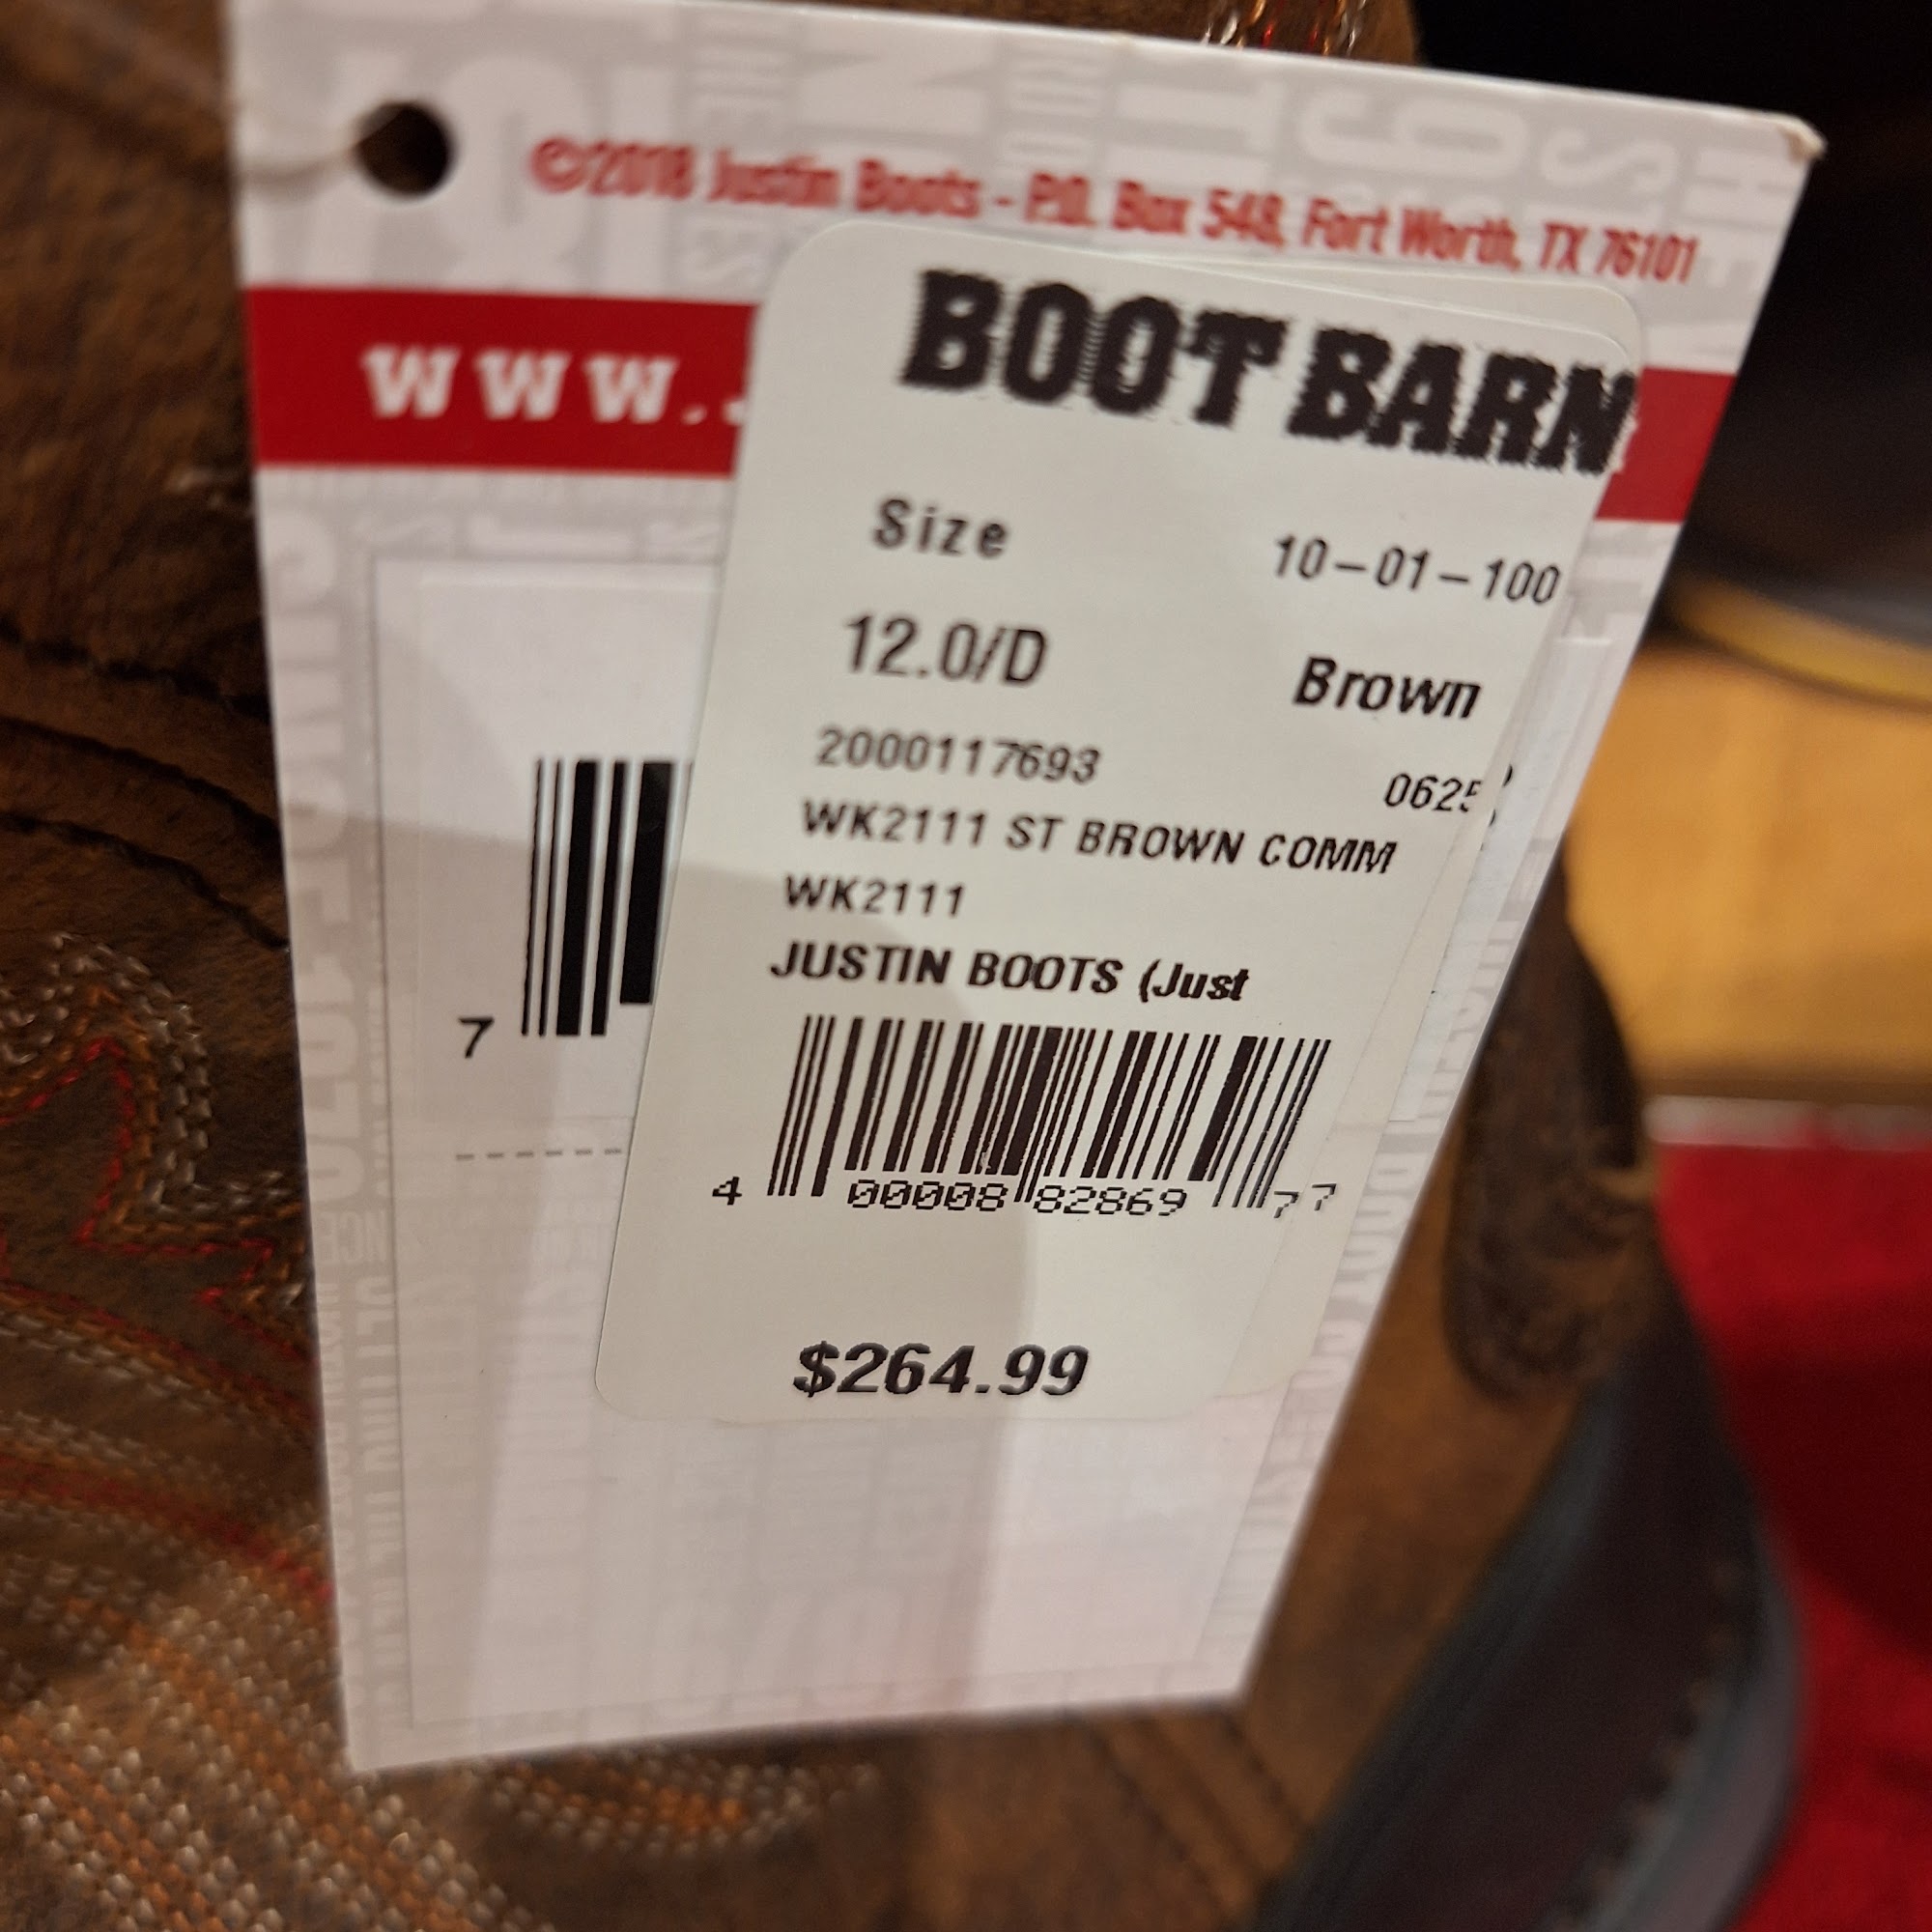 ©2018 Justin Boots - P.O. Box 548, Fort Worth, TX 76101
www.
BOOT BARN
Size 10-01-100
12.0/D Brown
2000117693 0625
WK2111 ST BROWN COMM
WK2111
JUSTIN BOOTS (Just
7
4 00008 82869 77
$264.99